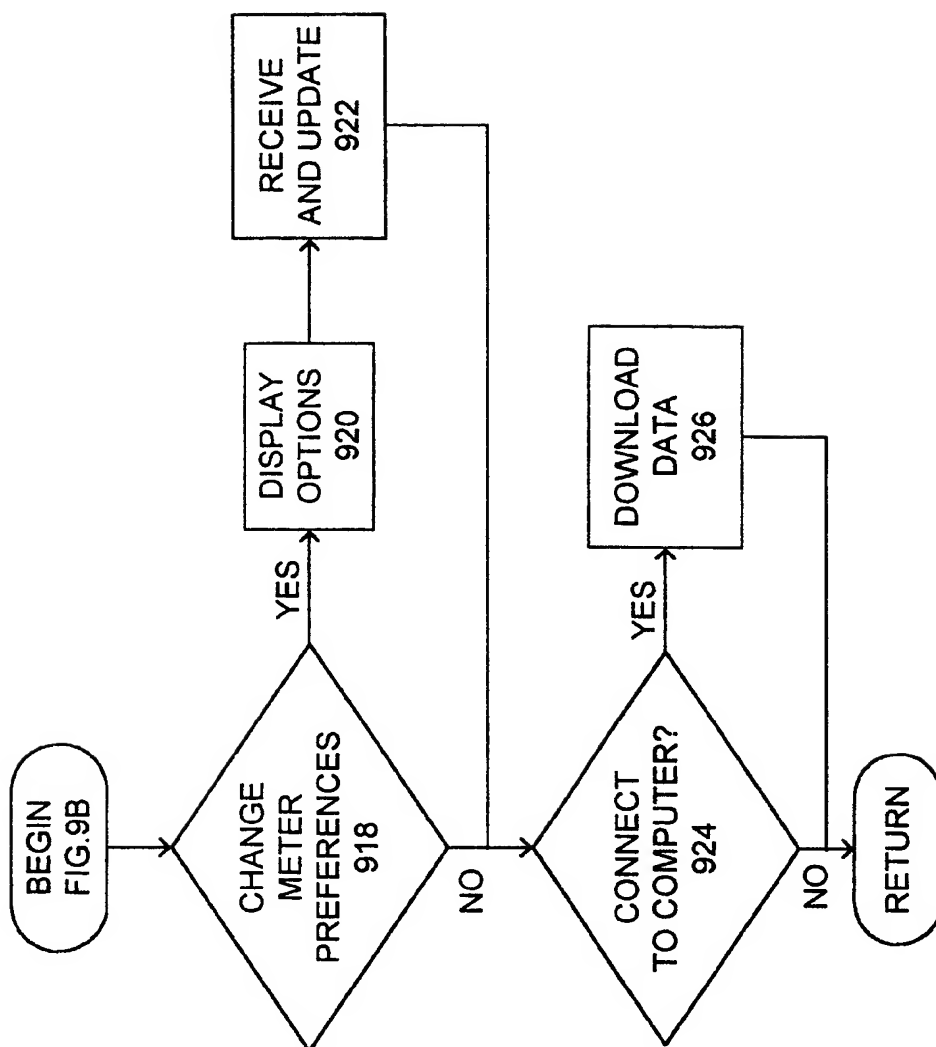 BEGIN
FIG.9B
CHANGE
METER
PREFERENCES
918
YES
DISPLAY
OPTIONS
920
RECEIVE
AND UPDATE
922
NO
CONNECT
TO COMPUTER?
924
YES
DOWNLOAD
DATA
926
NO
RETURN